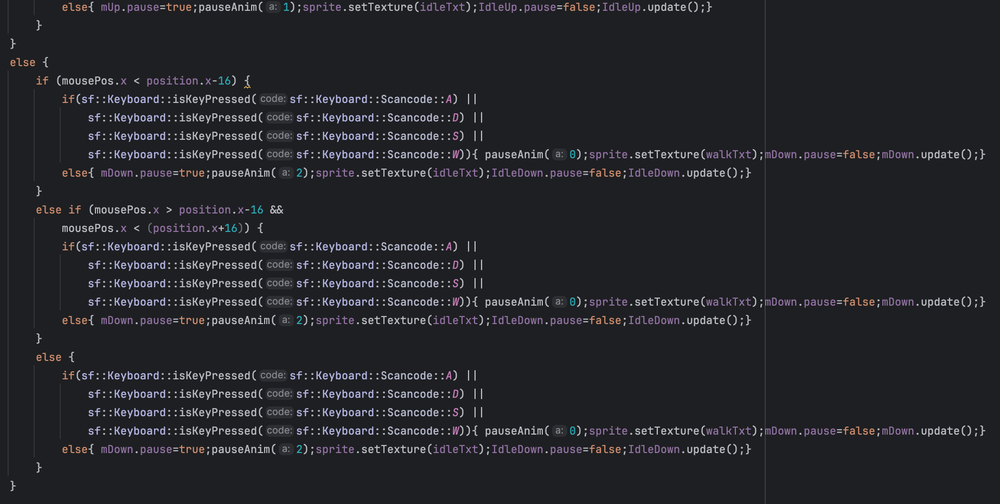 else{ mUp.pause=true;pauseAnim( a: 1);sprite.setTexture(idleTxt);IdleUp.pause=false;IdleUp.update();}
}
}
else {
if (mousePos.x < position.x-16) {
if(sf::Keyboard::isKeyPressed( code: sf::Keyboard::Scancode::A) ||
sf::Keyboard::isKeyPressed( code: sf::Keyboard::Scancode::D) ||
sf::Keyboard::isKeyPressed( code: sf::Keyboard::Scancode::S) ||
sf::Keyboard::isKeyPressed( code: sf::Keyboard::Scancode::W)){ pauseAnim( a: 0);sprite.setTexture(walkTxt);mDown.pause=false;mDown.update();}
else{ mDown.pause=true;pauseAnim( a: 2);sprite.setTexture(idleTxt);IdleDown.pause=false;IdleDown.update();}
}
else if (mousePos.x > position.x-16 &&
mousePos.x < (position.x+16)) {
if(sf::Keyboard::isKeyPressed( code: sf::Keyboard::Scancode::A) ||
sf::Keyboard::isKeyPressed( code: sf::Keyboard::Scancode::D) ||
sf::Keyboard::isKeyPressed( code: sf::Keyboard::Scancode::S) ||
sf::Keyboard::isKeyPressed( code: sf::Keyboard::Scancode::W)){ pauseAnim( a: 0);sprite.setTexture(walkTxt);mDown.pause=false;mDown.update();}
else{ mDown.pause=true;pauseAnim( a: 2);sprite.setTexture(idleTxt);IdleDown.pause=false;IdleDown.update();}
}
else {
if(sf::Keyboard::isKeyPressed( code: sf::Keyboard::Scancode::A) ||
sf::Keyboard::isKeyPressed( code: sf::Keyboard::Scancode::D) ||
sf::Keyboard::isKeyPressed( code: sf::Keyboard::Scancode::S) ||
sf::Keyboard::isKeyPressed( code: sf::Keyboard::Scancode::W)){ pauseAnim( a: 0);sprite.setTexture(walkTxt);mDown.pause=false;mDown.update();}
else{ mDown.pause=true;pauseAnim( a: 2);sprite.setTexture(idleTxt);IdleDown.pause=false;IdleDown.update();}
}
}